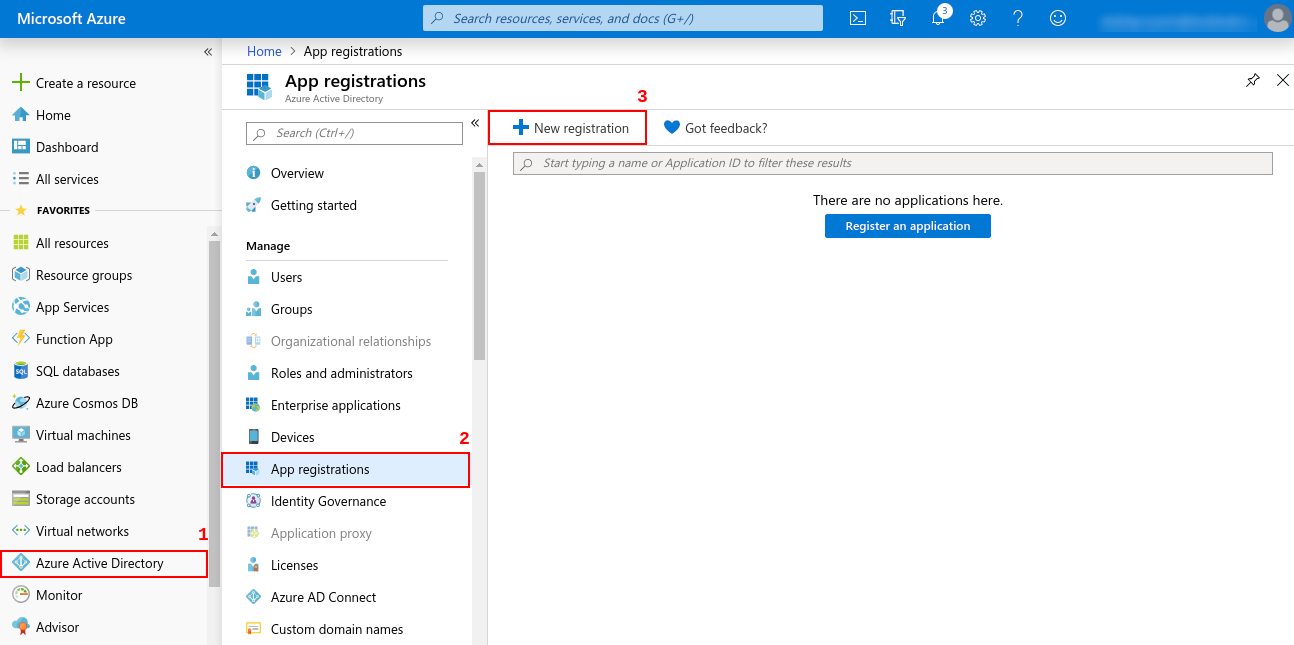 Microsoft Azure
Search resources, services, and docs (G+/)
3
«
Create a resource
Home
Dashboard
All services
FAVORITES
All resources
Resource groups
App Services
Function App
SQL databases
Azure Cosmos DB
Virtual machines
Load balancers
Storage accounts
Virtual networks
1
Azure Active Directory
Monitor
Advisor
Home > App registrations
App registrations
Azure Active Directory
Search (Ctrl+/)
«
Overview
Getting started
Manage
Users
Groups
Organizational relationships
Roles and administrators
Enterprise applications
Devices
2
App registrations
Identity Governance
Application proxy
Licenses
Azure AD Connect
Custom domain names
3
New registration
Got feedback?
Start typing a name or Application ID to filter these results
There are no applications here.
Register an application